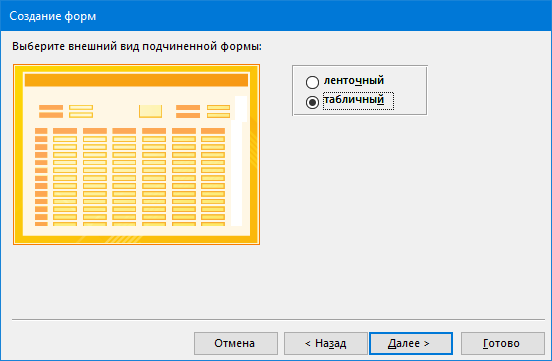 Создание форм
Выберите внешний вид подчиненной формы:
ленточный
табличный
Отмена
< Назад
Далее >
Готово